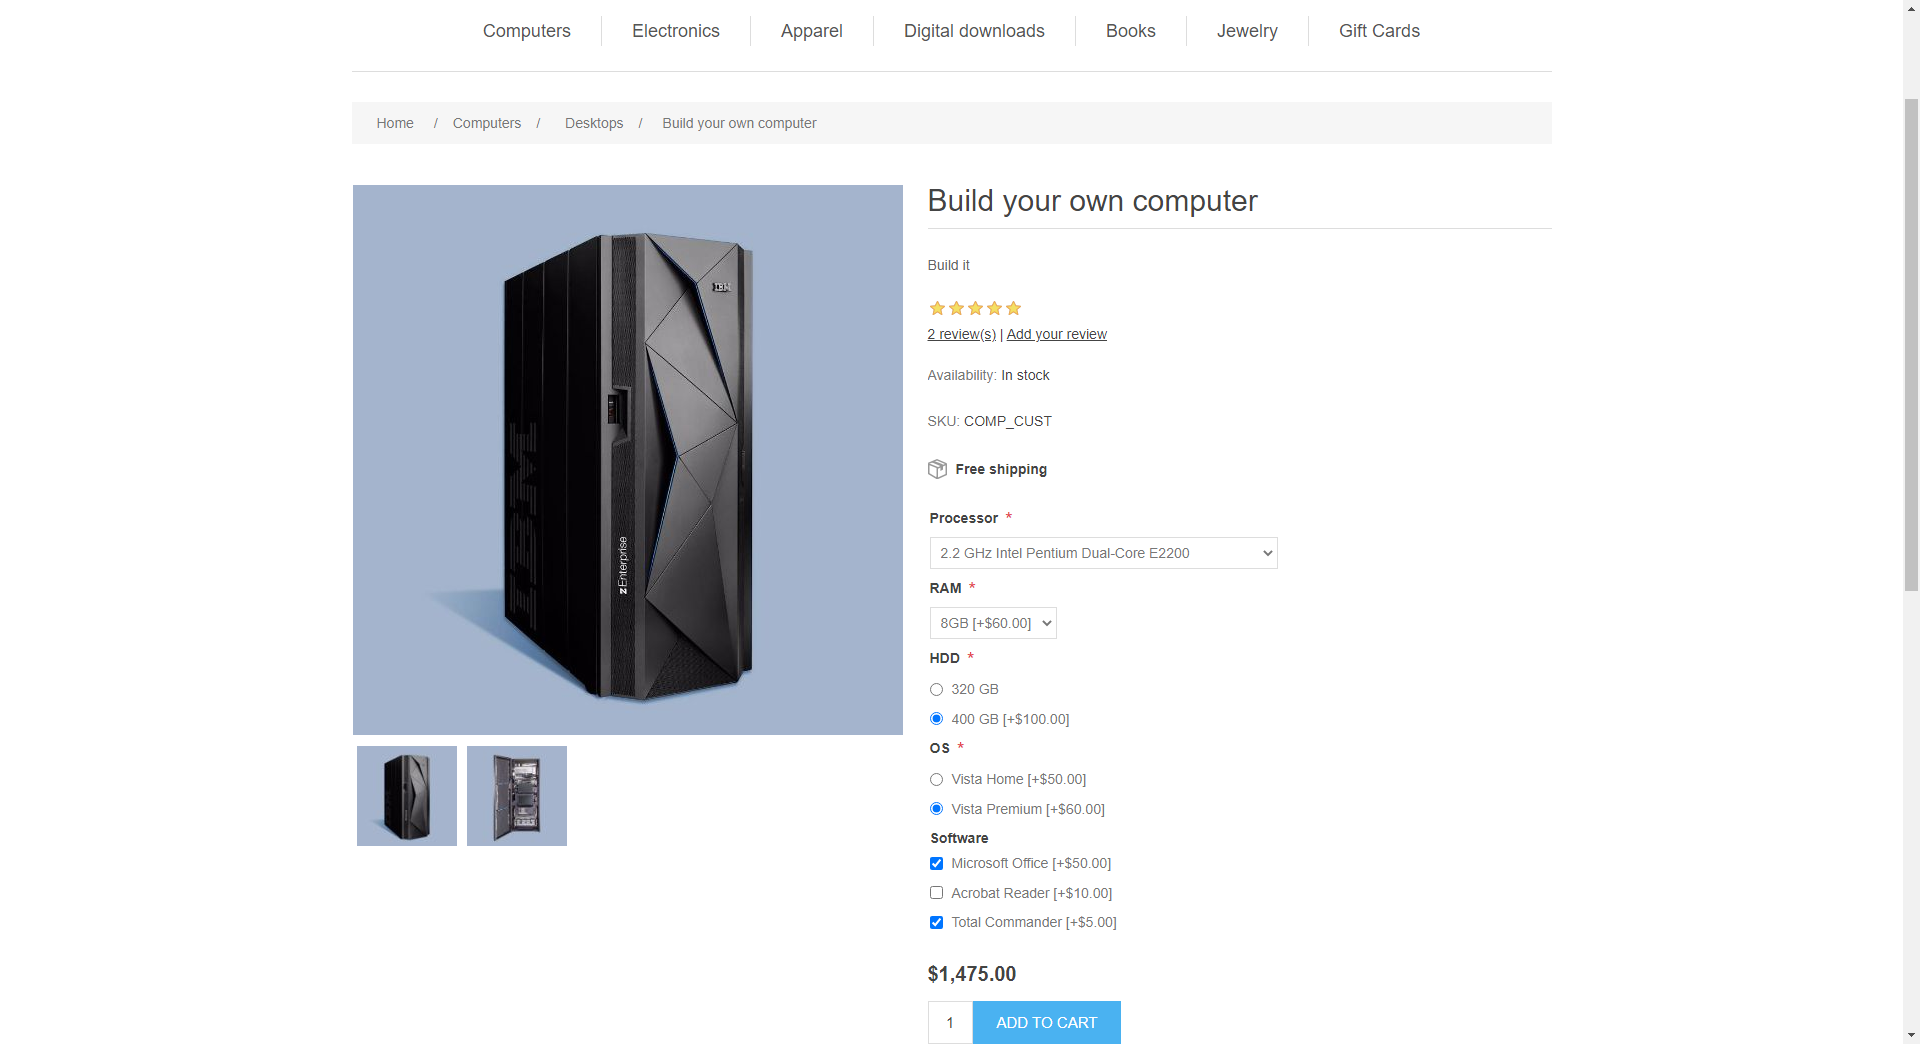 Computers Electronics Apparel Digital downloads Books Jewelry Gift Cards
Home / Computers / Desktops / Build your own computer
IBM
IBM
zEnterprise
Build your own computer
Build it
2 review(s) | Add your review
Availability: In stock
SKU: COMP_CUST
Free shipping
Processor *
2.2 GHz Intel Pentium Dual-Core E2200
RAM *
8GB [+$60.00]
HDD *
320 GB
400 GB [+$100.00]
OS *
Vista Home [+$50.00]
Vista Premium [+$60.00]
Software
Microsoft Office [+$50.00]
Acrobat Reader [+$10.00]
Total Commander [+$5.00]
$1,475.00
1 ADD TO CART